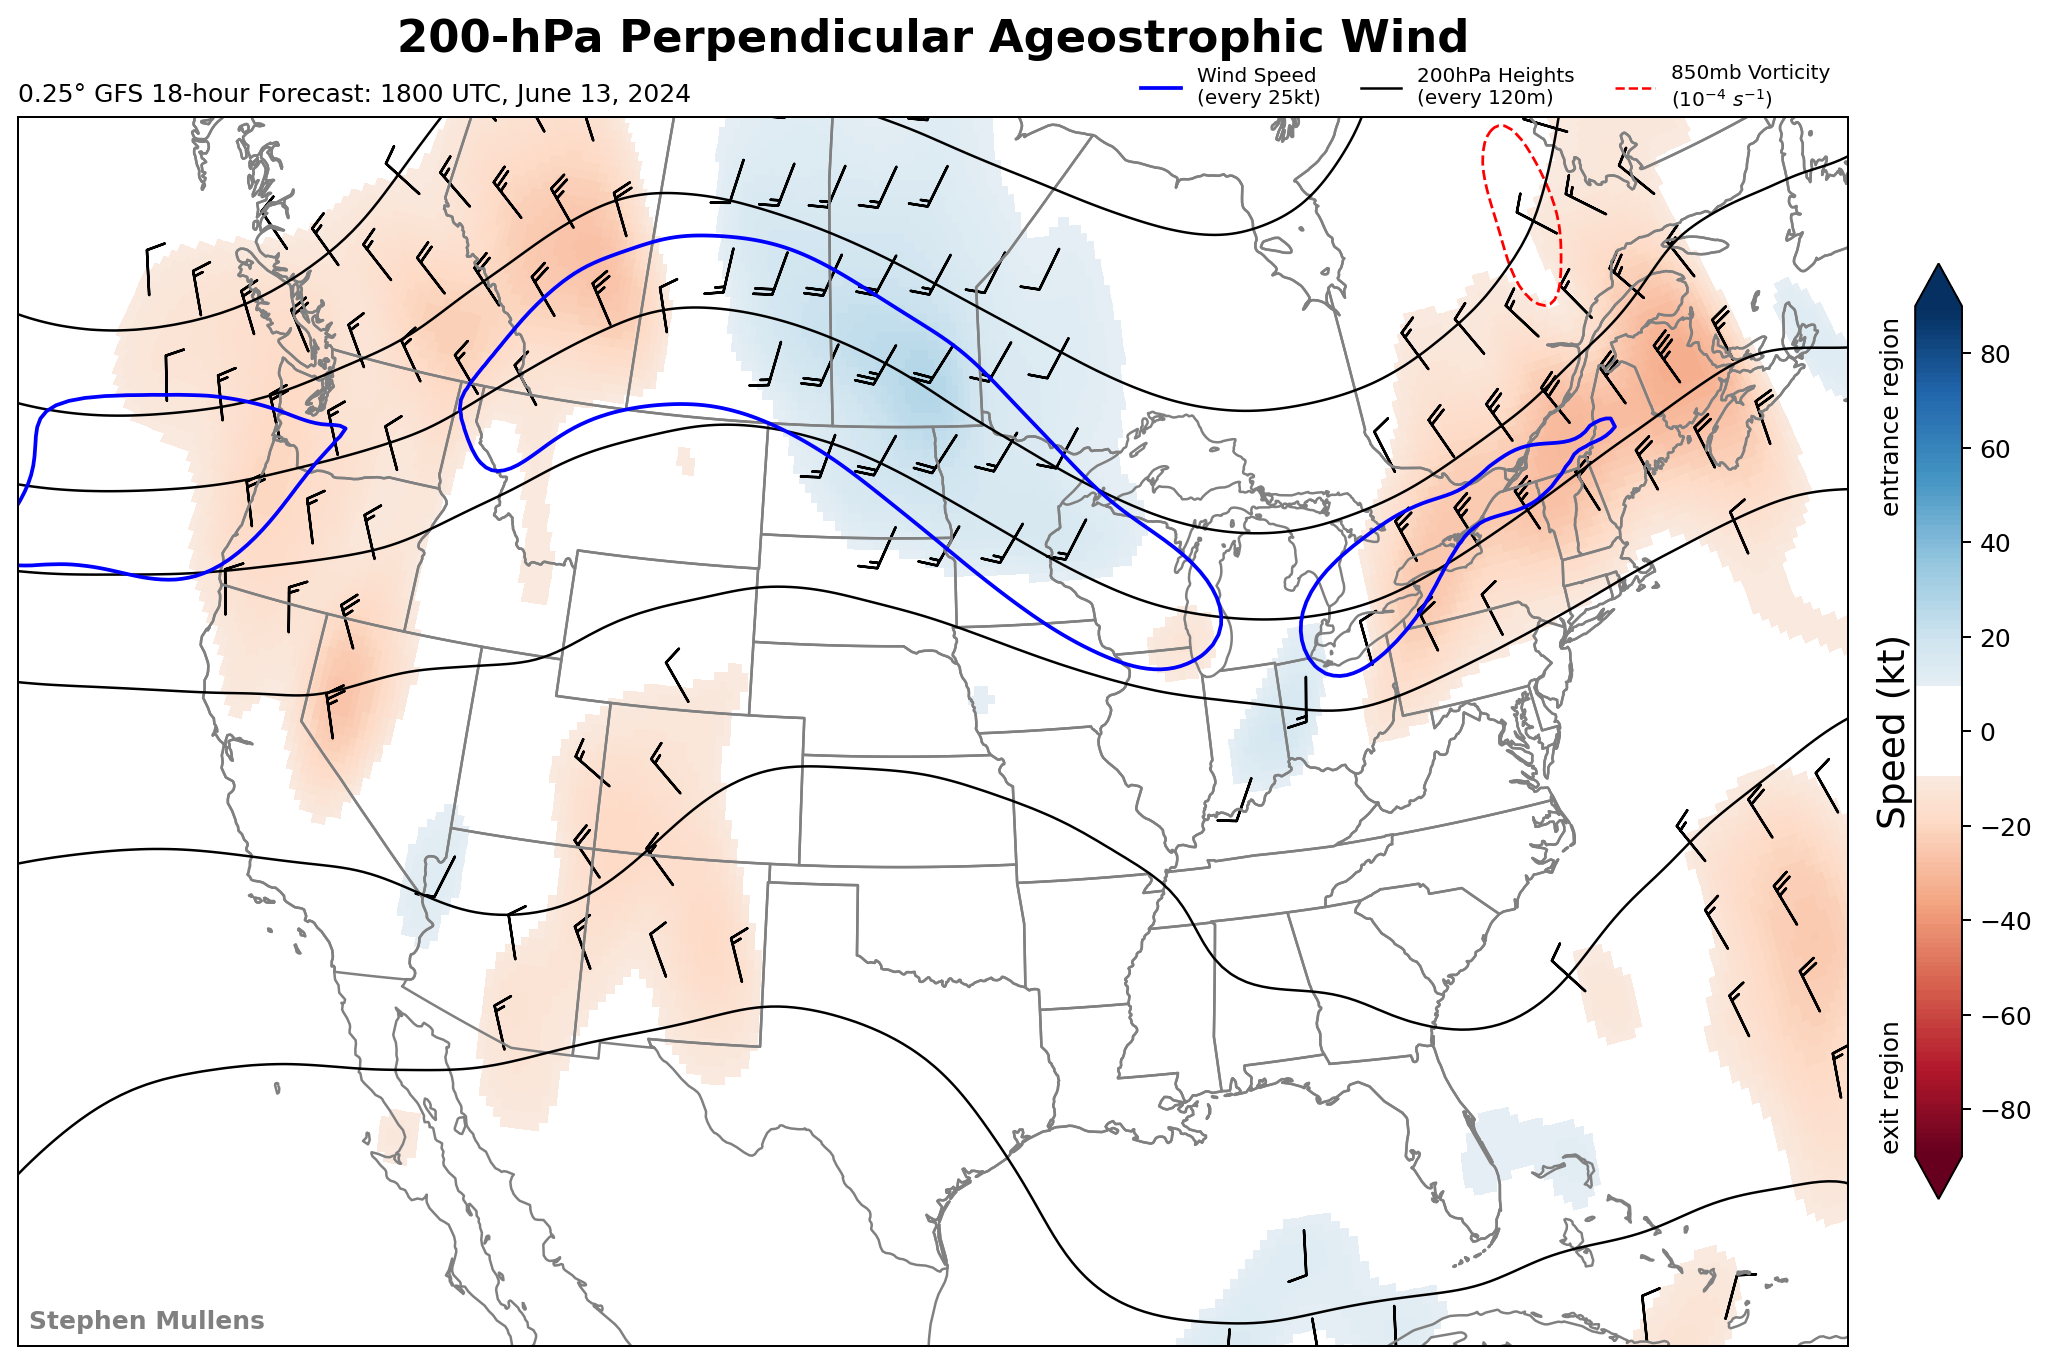 200-hPa Perpendicular Ageostrophic Wind
0.25° GFS 18-hour Forecast: 1800 UTC, June 13, 2024
Wind Speed
(every 25kt)
200hPa Heights
(every 120m)
850mb Vorticity
(10⁻⁴ s⁻¹)
entrance region
Speed (kt)
exit region
80
60
40
20
0
−20
−40
−60
−80
Stephen Mullens